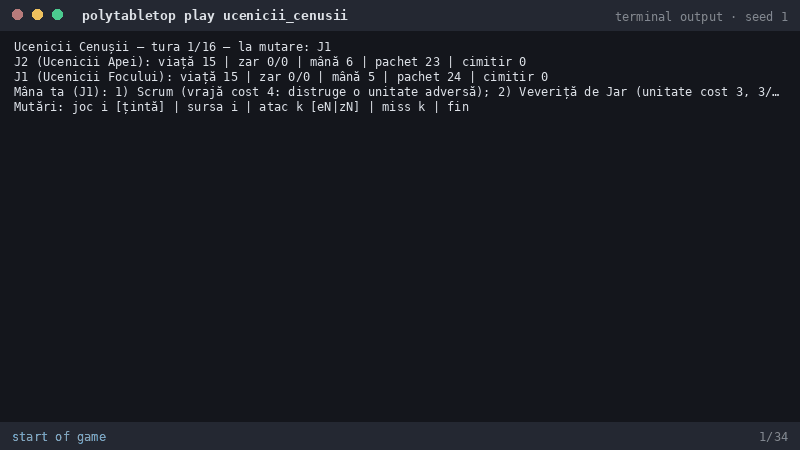 polytabletop play ucenicii_cenusii
terminal output · seed 1
Ucenicii Cenușii — tura 1/16 — la mutare: J1
J2 (Ucenicii Apei): viață 15 | zar 0/0 | mână 6 | pachet 23 | cimitir 0
J1 (Ucenicii Focului): viață 15 | zar 0/0 | mână 5 | pachet 24 | cimitir 0
Mâna ta (J1): 1) Scrum (vrajă cost 4: distruge o unitate adversă); 2) Veveriță de Jar (unitate cost 3, 3/…
Mutări: joc i [țintă] | sursa i | atac k [eN|zN] | miss k | fin
start of game
1/34